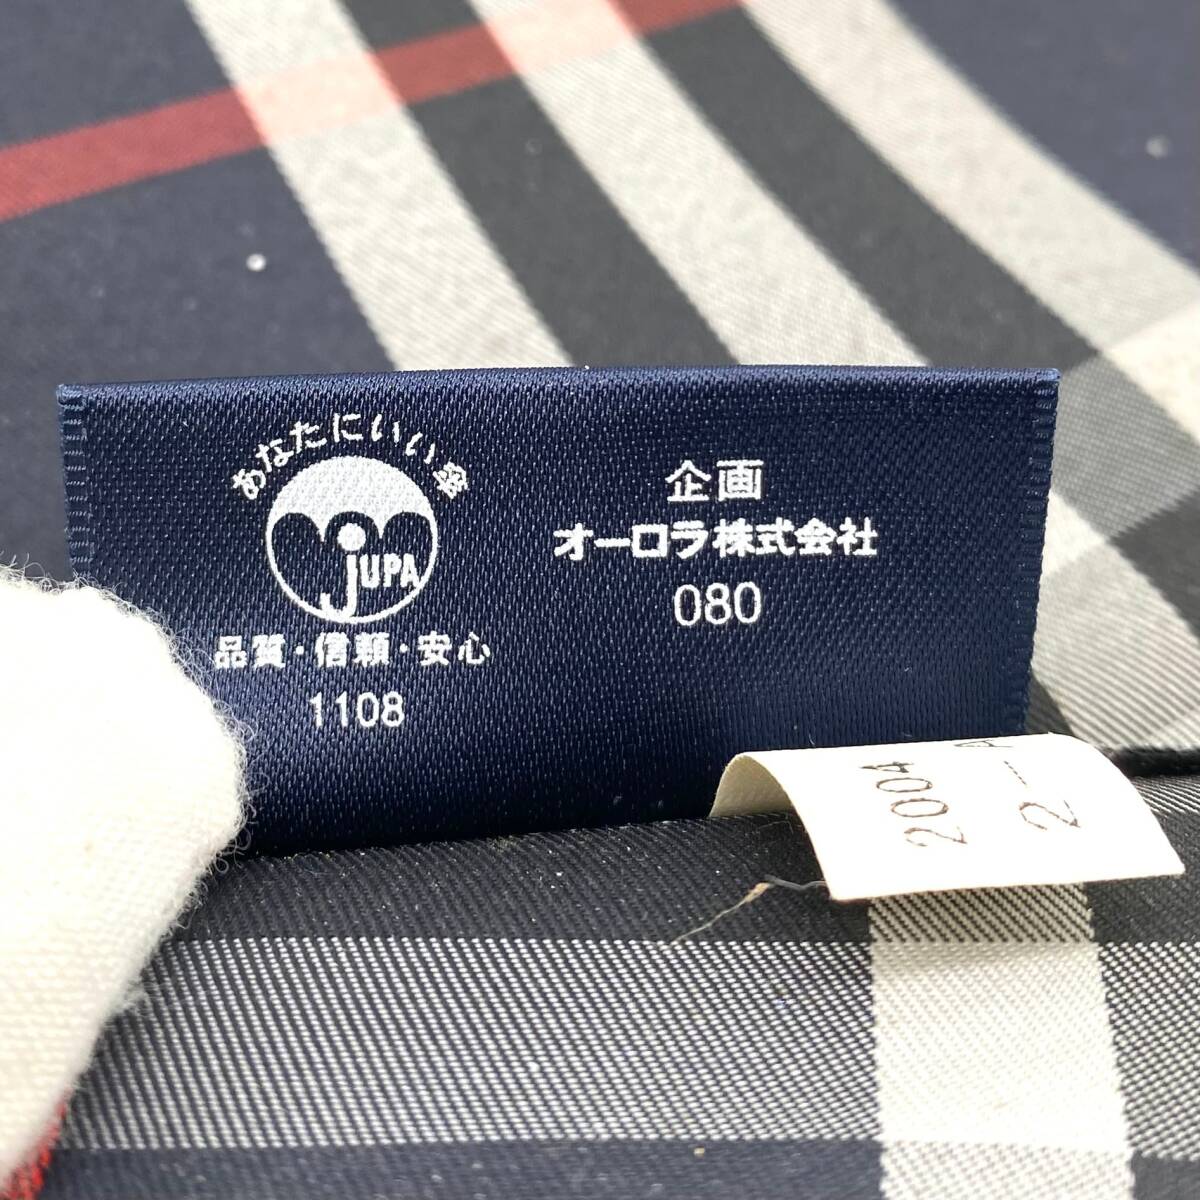 あなたにいい傘
jUPA
品質・信頼・安心
1108
企画
オーロラ株式会社
080
2004
2—A